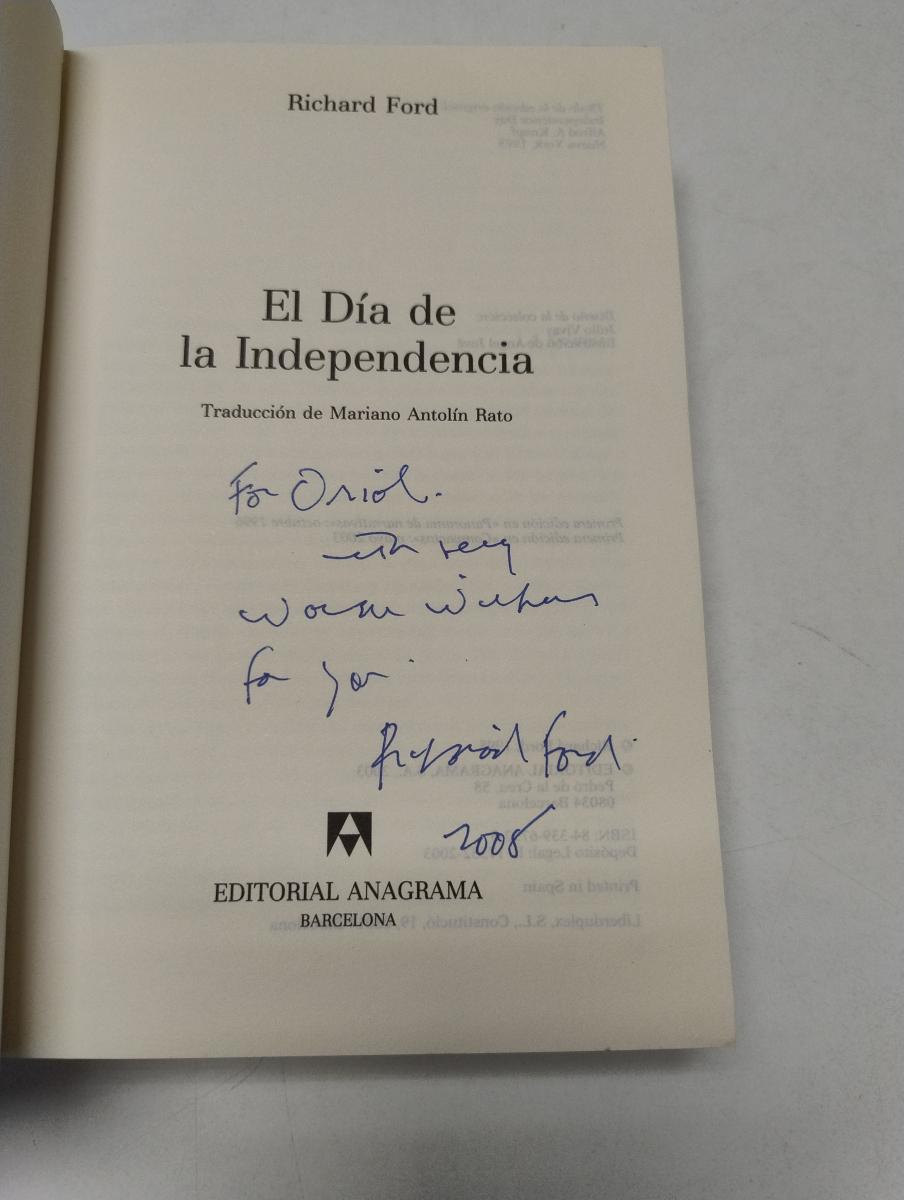 Richard Ford
El Día de
la Independencia
Traducción de Mariano Antolín Rato
For Oriol.
with very
warm wishes
for you.
Richard Ford
2008
EDITORIAL ANAGRAMA
BARCELONA